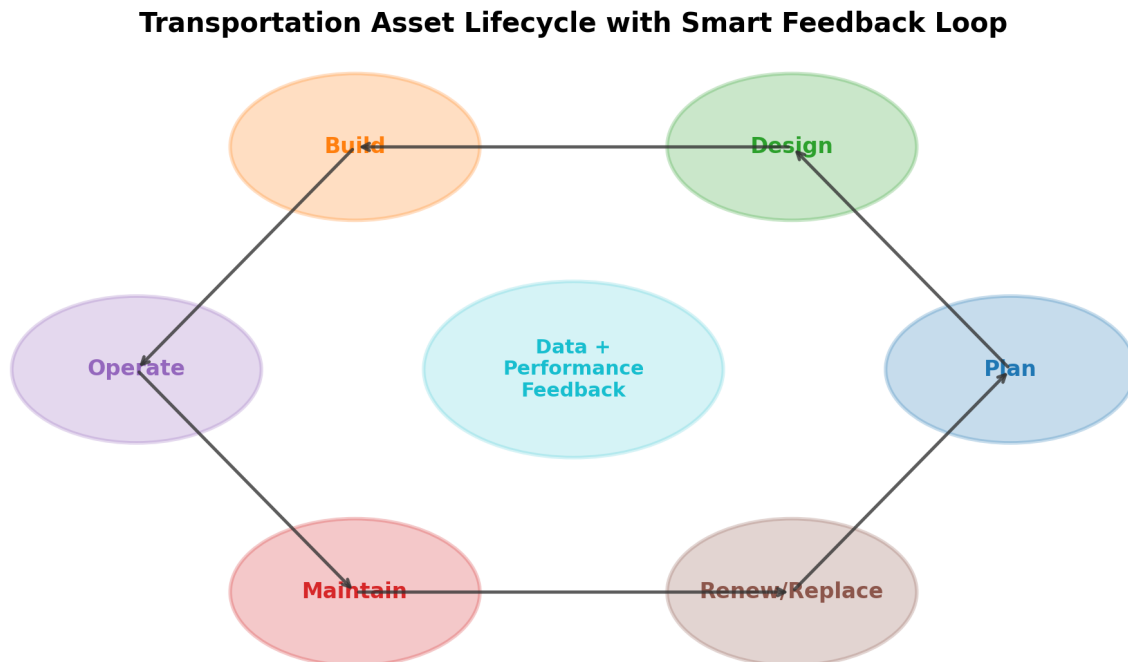 Transportation Asset Lifecycle with Smart Feedback Loop
Build
Design
Operate
Data +
Performance
Feedback
Plan
Maintain
Renew/Replace